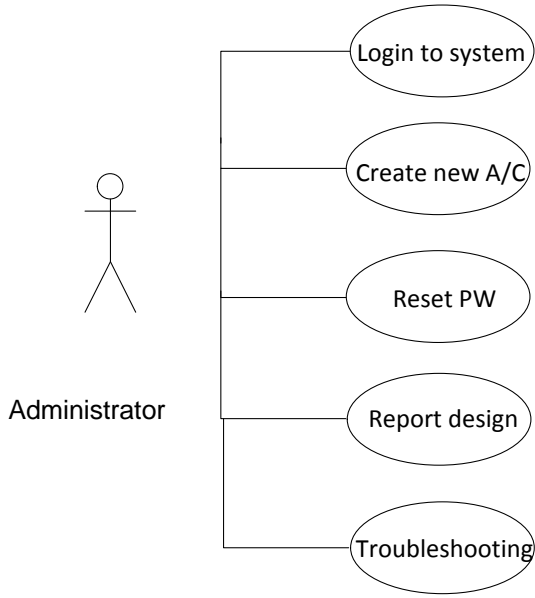 Login to system
Create new A/C
Reset PW
Administrator
Report design
Troubleshooting